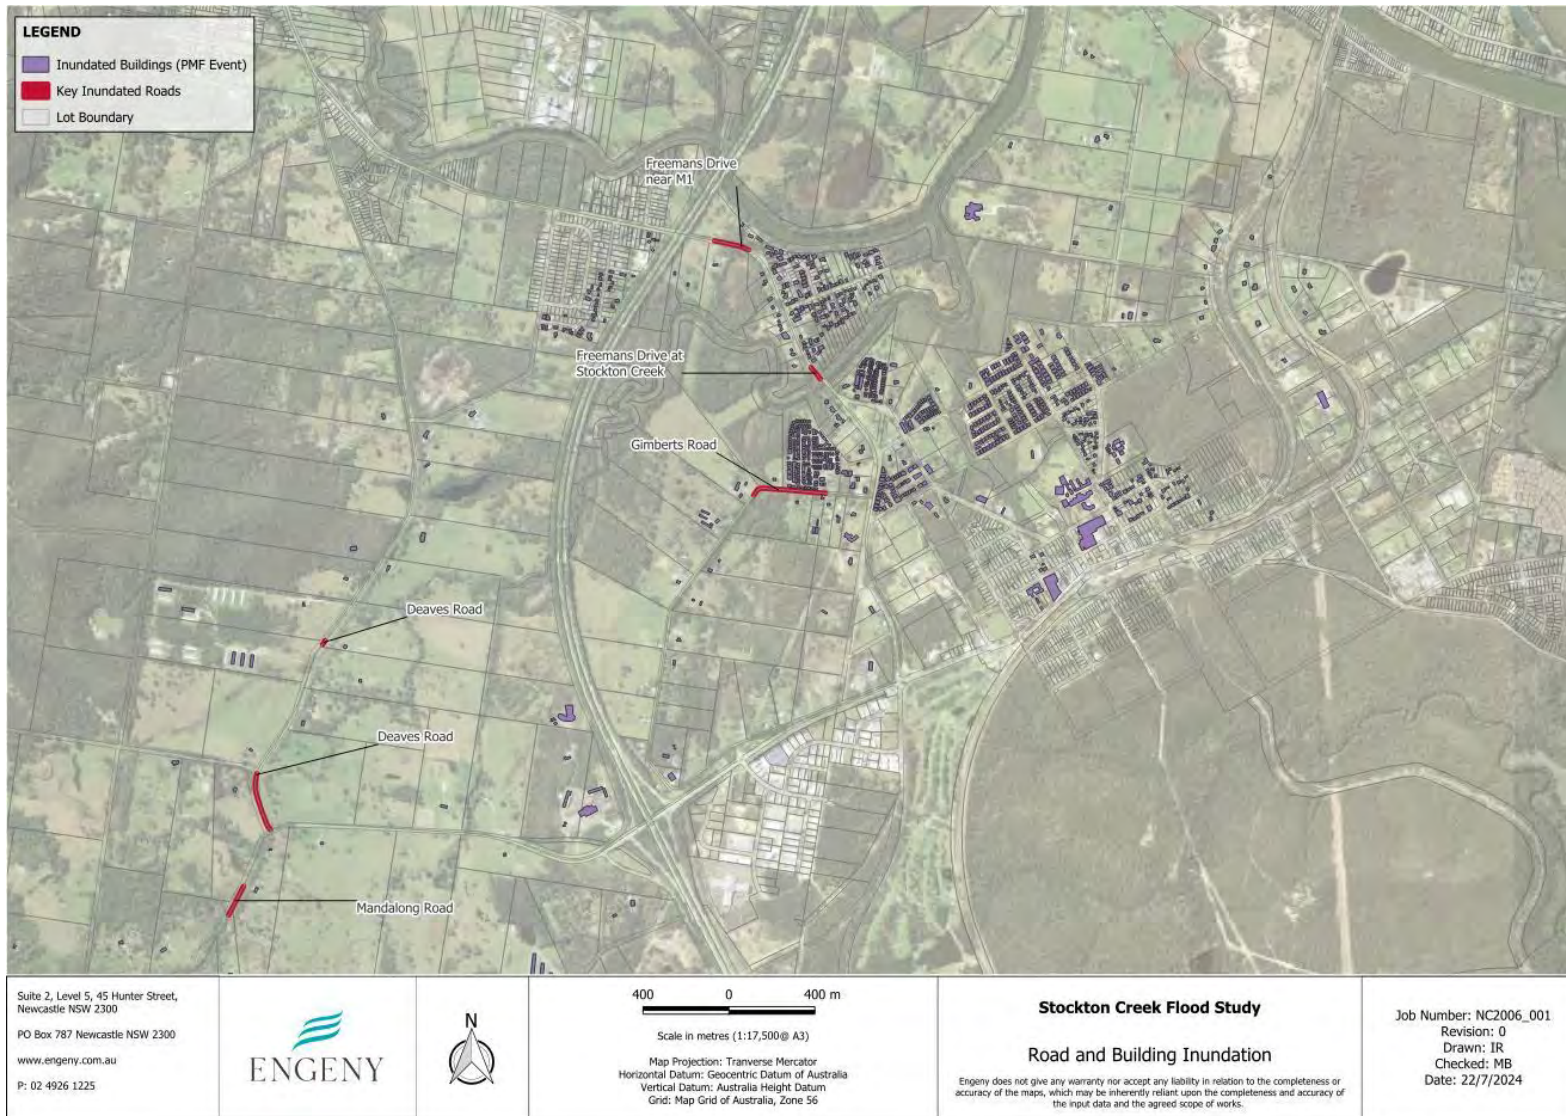 LEGEND
Inundated Buildings (PMF Event)
Key Inundated Roads
Lot Boundary
Freemans Drive
near M1
Freemans Drive at
Stockton Creek
Gimberts Road
Deaves Road
Deaves Road
Mandalong Road
Suite 2, Level 5, 45 Hunter Street,
Newcastle NSW 2300
PO Box 787 Newcastle NSW 2300
www.engeny.com.au
P: 02 4926 1225
ENGENY
N
400 0 400 m
Scale in metres (1:17,500@ A3)
Map Projection: Tranverse Mercator
Horizontal Datum: Geocentric Datum of Australia
Vertical Datum: Australia Height Datum
Grid: Map Grid of Australia, Zone 56
Stockton Creek Flood Study
Road and Building Inundation
Engeny does not give any warranty nor accept any liability in relation to the completeness or
accuracy of the maps, which may be inherently reliant upon the completeness and accuracy of
the input data and the agreed scope of works.
Job Number: NC2006_001
Revision: 0
Drawn: IR
Checked: MB
Date: 22/7/2024